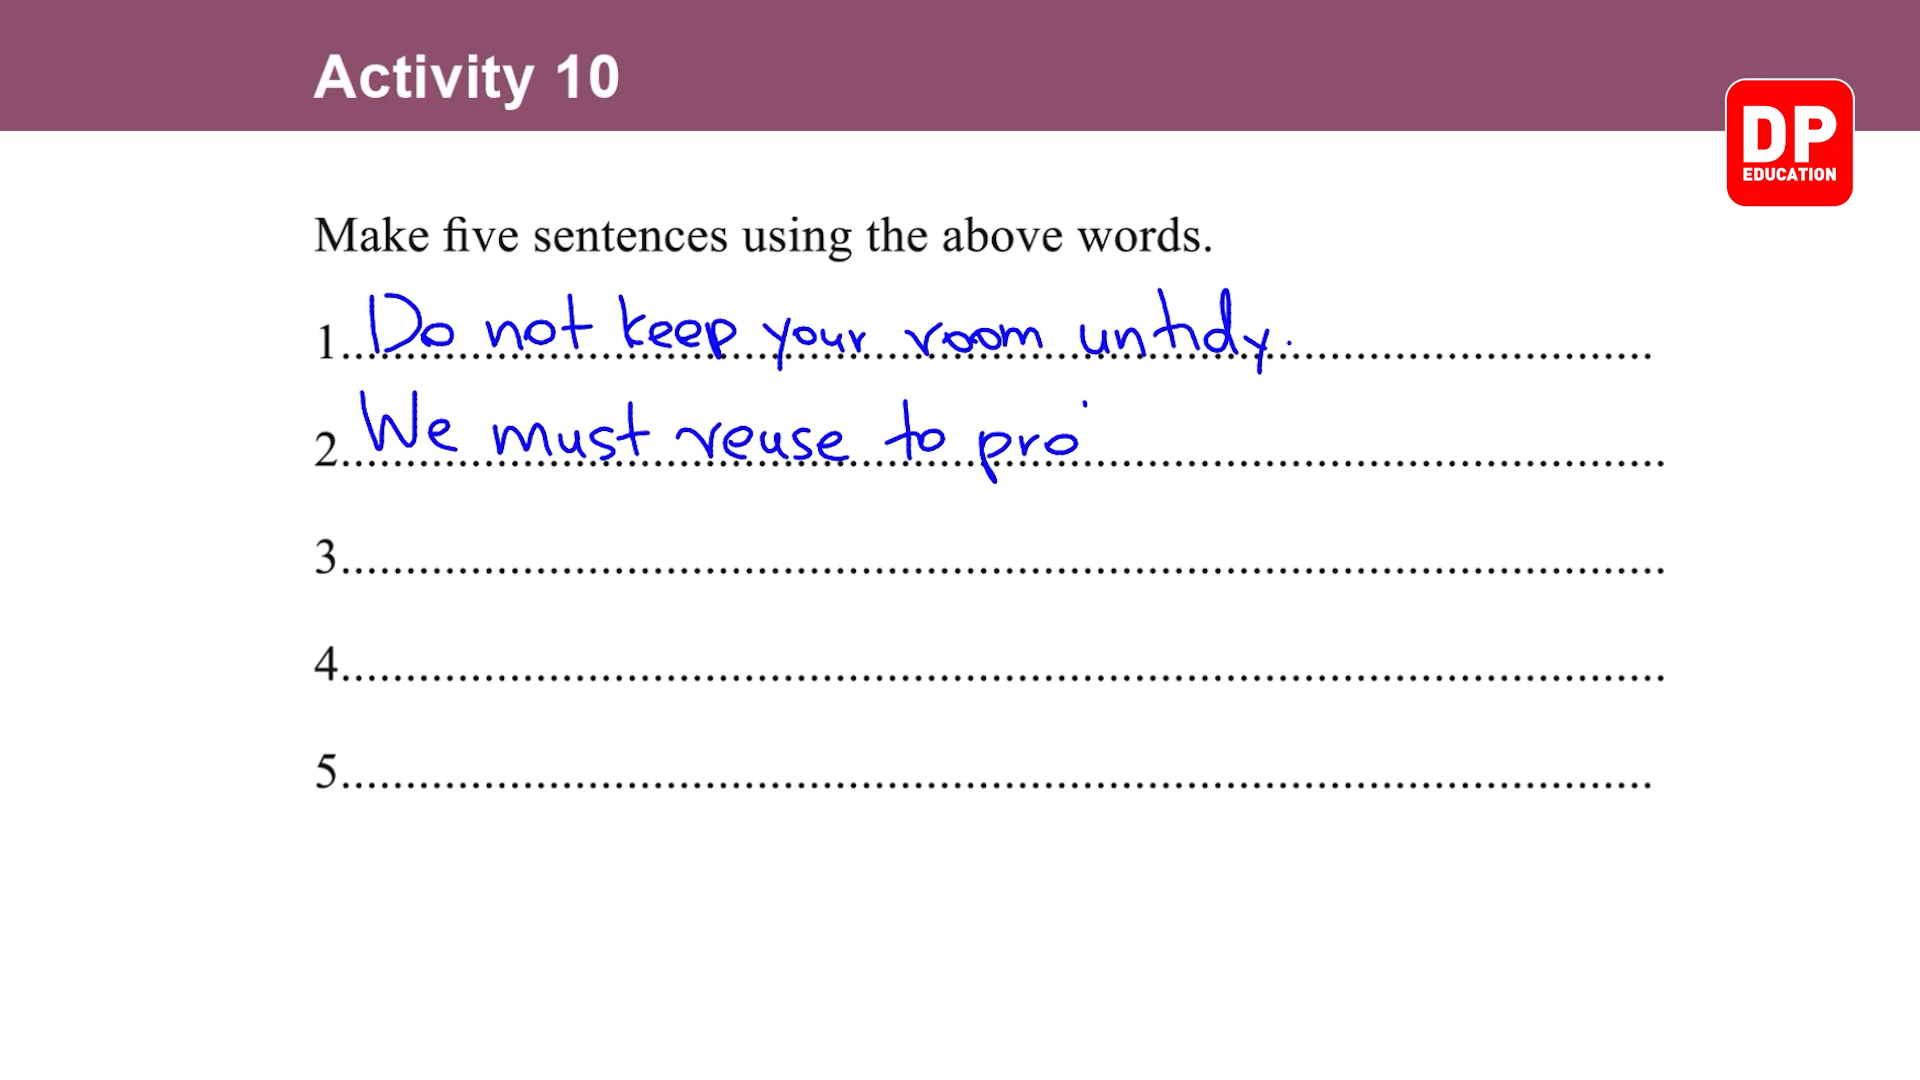 Activity 10
DP
EDUCATION
Make five sentences using the above words.
1. Do not keep your room untidy.
2. We must reuse to pro
3.
4.
5.